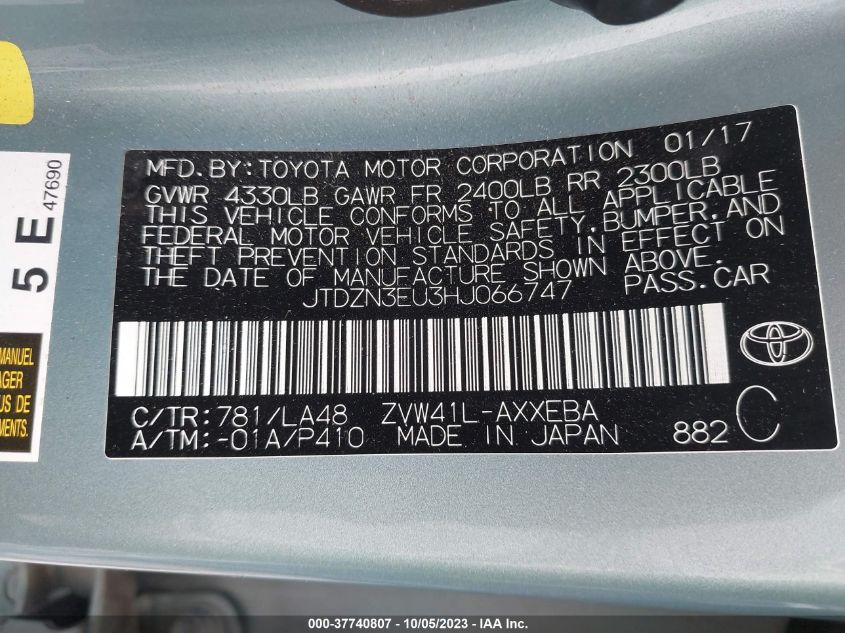 MFD. BY: TOYOTA MOTOR CORPORATION 01/17
GVWR 4330LB GAWR FR 2400LB RR 2300LB
THIS VEHICLE CONFORMS TO ALL APPLICABLE
FEDERAL MOTOR VEHICLE SAFETY, BUMPER, AND
THEFT PREVENTION STANDARDS IN EFFECT ON
THE DATE OF MANUFACTURE SHOWN ABOVE.
JTDZN3EU3HJ066747 PASS. CAR
C/TR: 781/LA48 ZVW41L-AXXEBA
A/TM: -01A/P410 MADE IN JAPAN 882 C
5 E 47690
MANUEL
AGER
US DE
MENTS.
000-37740807 - 10/05/2023 - IAA Inc.